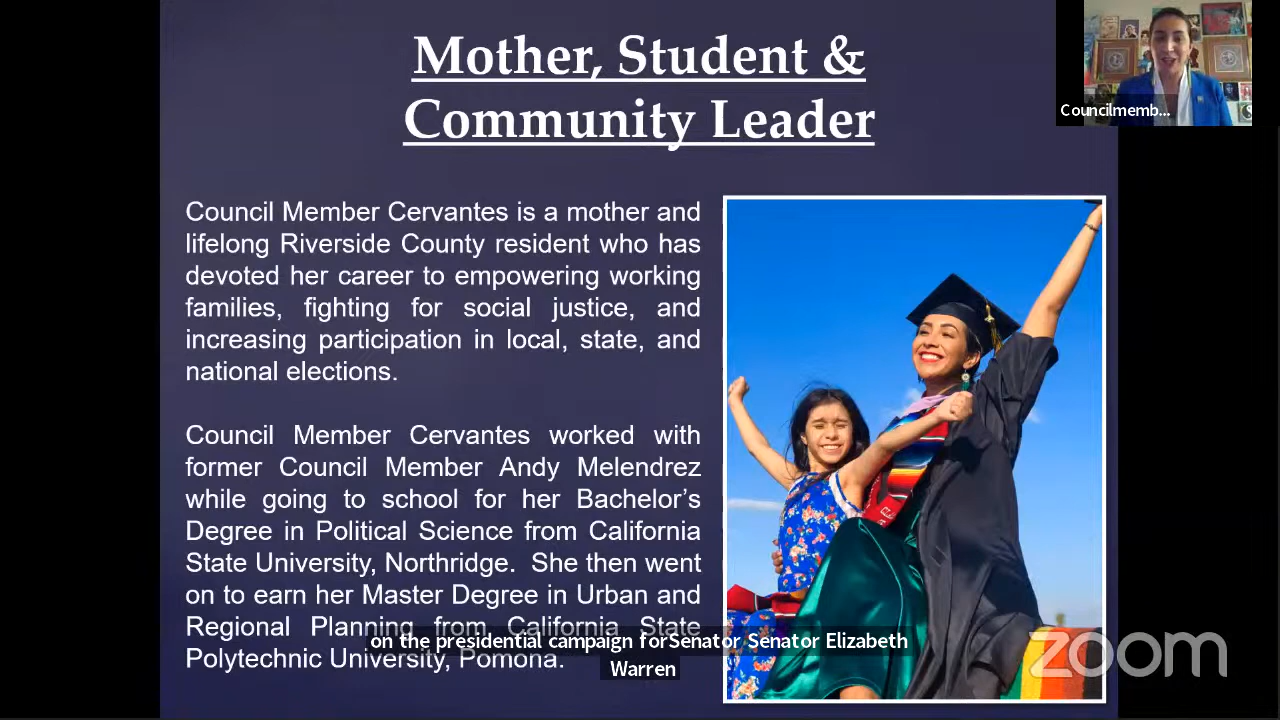 Mother, Student &
Community Leader
Councilmemb...
Council Member Cervantes is a mother and
lifelong Riverside County resident who has
devoted her career to empowering working
families, fighting for social justice, and
increasing participation in local, state, and
national elections.
Council Member Cervantes worked with
former Council Member Andy Melendrez
while going to school for her Bachelor's
Degree in Political Science from California
State University, Northridge. She then went
on to earn her Master Degree in Urban and
Regional Planning from California State
Polytechnic University, Pomona.
on the presidential campaign forSenator Senator Elizabeth
Warren
zoom